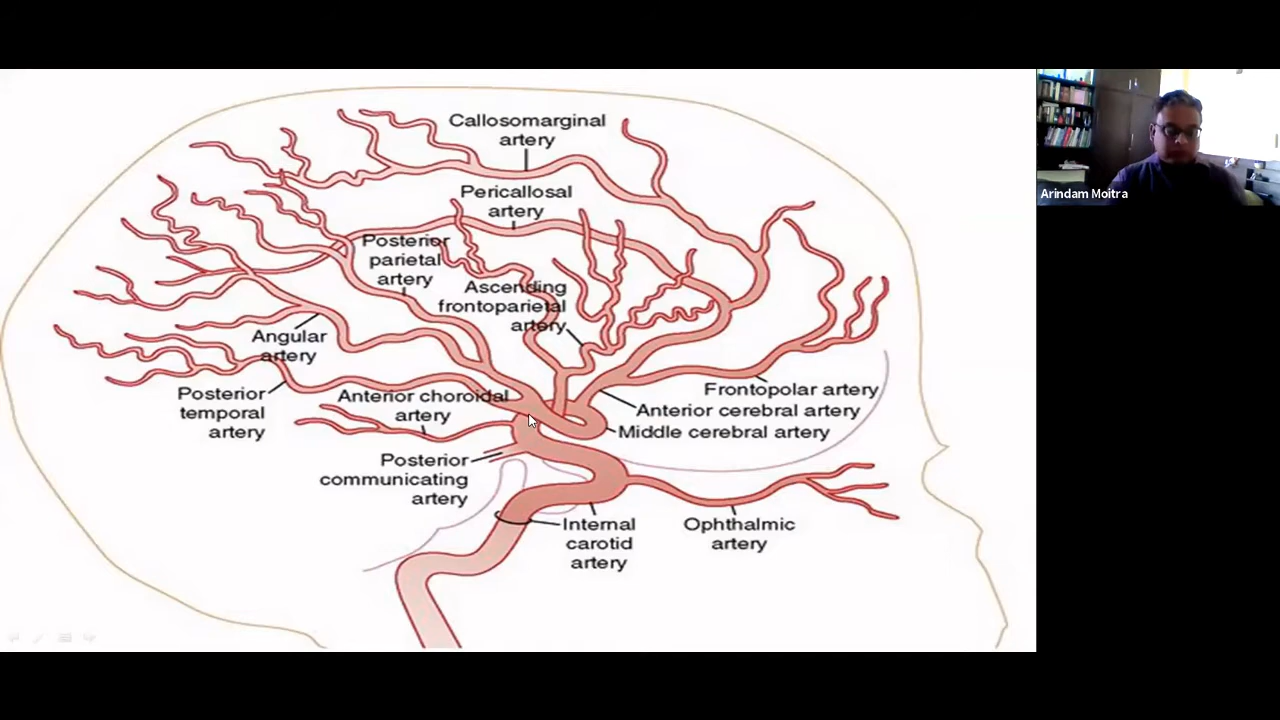 Callosomarginal
artery
Pericallosal
artery
Posterior
parietal
artery
Ascending
frontoparietal
artery
Angular
artery
Posterior
temporal
artery
Anterior choroidal
artery
Frontopolar artery
Anterior cerebral artery
Middle cerebral artery
Posterior
communicating
artery
Internal
carotid
artery
Ophthalmic
artery
Arindam Moitra